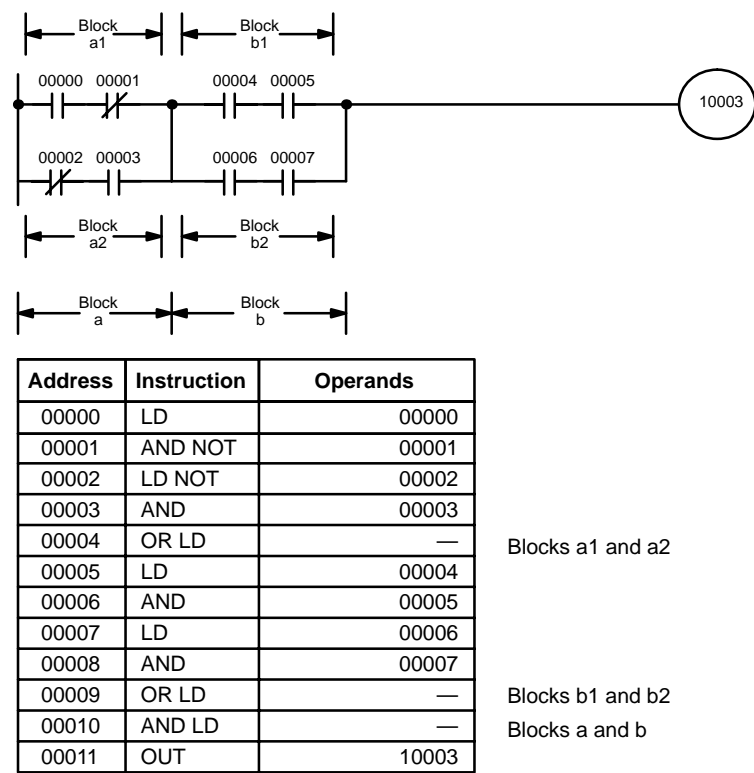 Block a1 Block b1
00000 00001 00004 00005
10003
00002 00003 00006 00007
Block a2 Block b2
Block a Block b
Address Instruction Operands
00000 LD 00000
00001 AND NOT 00001
00002 LD NOT 00002
00003 AND 00003
00004 OR LD — Blocks a1 and a2
00005 LD 00004
00006 AND 00005
00007 LD 00006
00008 AND 00007
00009 OR LD — Blocks b1 and b2
00010 AND LD — Blocks a and b
00011 OUT 10003